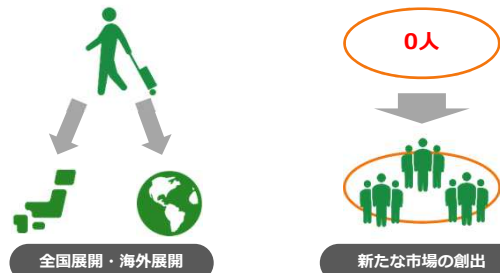 0人
全国展開・海外展開
新たな市場の創出